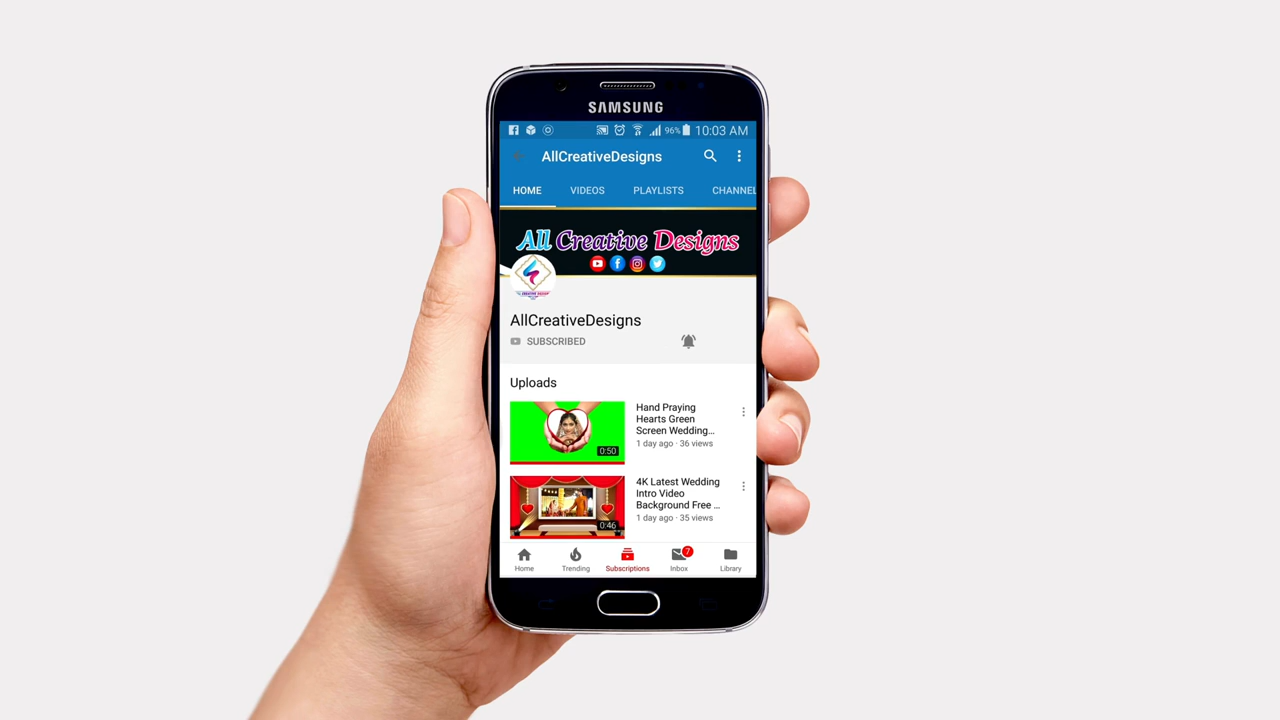 SAMSUNG
96% 10:03 AM
AllCreativeDesigns
HOME VIDEOS PLAYLISTS CHANNEL
All Creative Designs
AllCreativeDesigns
SUBSCRIBED
Uploads
Hand Praying
Hearts Green
Screen Wedding...
1 day ago · 36 views
0:50
4K Latest Wedding
Intro Video
Background Free ...
1 day ago · 35 views
0:46
7
Home Trending Subscriptions Inbox Library